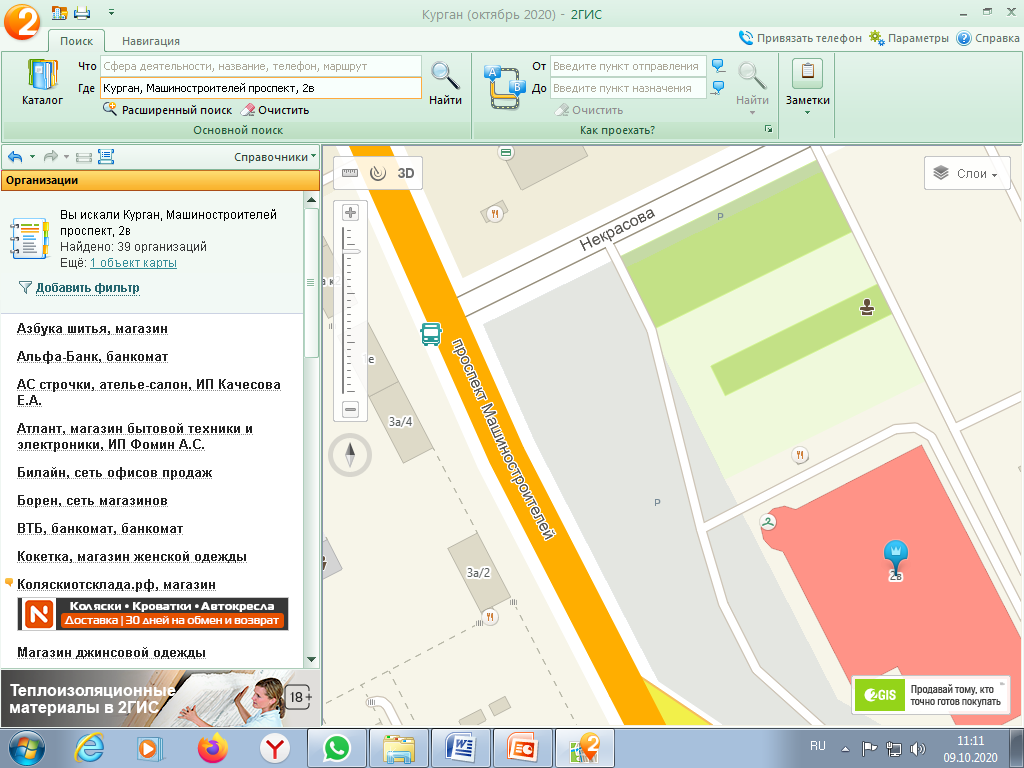 Курган (октябрь 2020) - 2ГИС
Поиск
Навигация
Привязать телефон
Параметры
Справка
Каталог
Что
Сфера деятельности, название, телефон, маршрут
Где
Курган, Машиностроителей проспект, 2в
Расширенный поиск
Очистить
Найти
Основной поиск
A
B
От
Введите пункт отправления
До
Введите пункт назначения
Очистить
Найти
Как проехать?
Заметки
Справочники
Организации
Вы искали Курган, Машиностроителей
проспект, 2в
Найдено: 39 организаций
Ещё: 1 объект карты
Добавить фильтр
Азбука шитья, магазин
Альфа-Банк, банкомат
АС строчки, ателье-салон, ИП Качесова
Е.А.
Атлант, магазин бытовой техники и
электроники, ИП Фомин А.С.
Билайн, сеть офисов продаж
Борен, сеть магазинов
ВТБ, банкомат, банкомат
Кокетка, магазин женской одежды
Коляскиотсклада.рф, магазин
N
Коляски • Кроватки • Автокресла
Доставка | 30 дней на обмен и возврат
Магазин джинсовой одежды
Теплоизоляционные
материалы в 2ГИС
18+
3D
Слои
Некрасова
P
проспект Машиностроителей
3а/4
P
3а/2
2в
2GIS
Продавай тому, кто
точно готов покупать
RU
11:11
09.10.2020